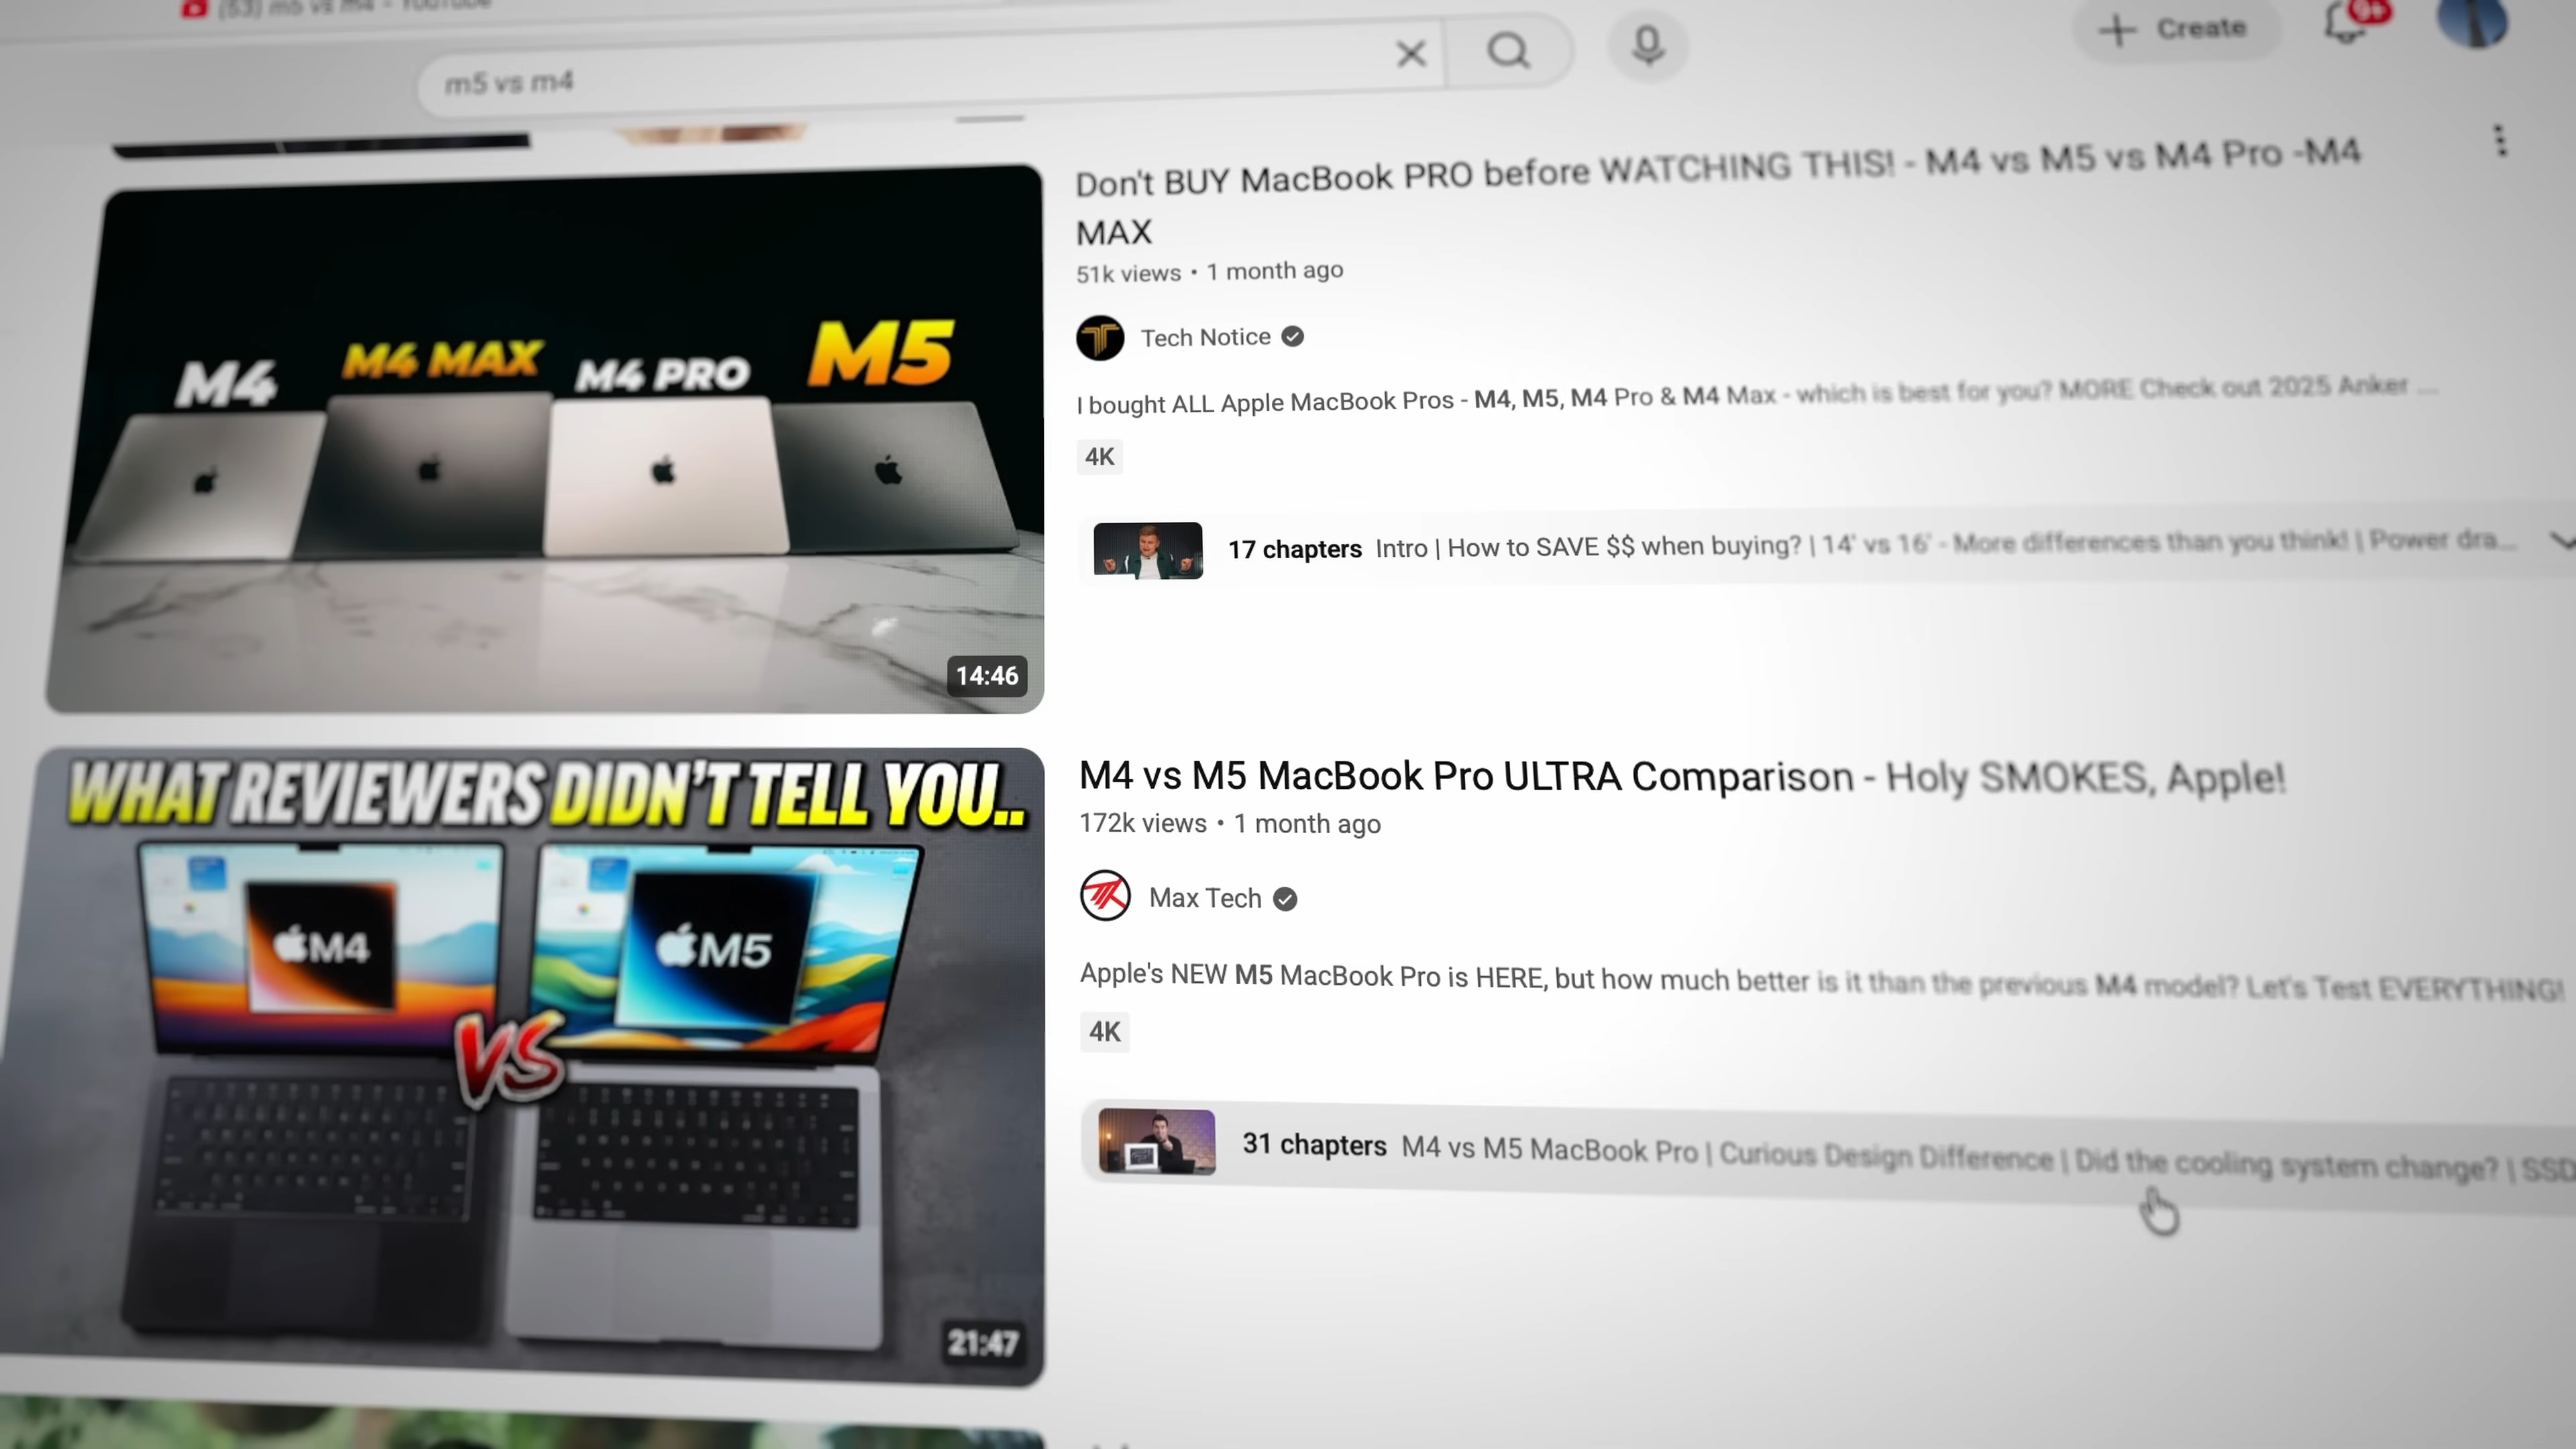 (53) m5 vs m4 - YouTube
m5 vs m4
Create
9+
M4
M4 MAX
M4 PRO
M5
14:46
Don't BUY MacBook PRO before WATCHING THIS! - M4 vs M5 vs M4 Pro -M4
MAX
51k views • 1 month ago
Tech Notice
I bought ALL Apple MacBook Pros - M4, M5, M4 Pro & M4 Max - which is best for you? MORE Check out 2025 Anker ...
4K
17 chapters Intro | How to SAVE $$ when buying? | 14' vs 16' - More differences than you think! | Power dra...
WHAT REVIEWERS DIDN'T TELL YOU..
M4
M5
VS
21:47
M4 vs M5 MacBook Pro ULTRA Comparison - Holy SMOKES, Apple!
172k views • 1 month ago
Max Tech
Apple's NEW M5 MacBook Pro is HERE, but how much better is it than the previous M4 model? Let's Test EVERYTHING!
4K
31 chapters M4 vs M5 MacBook Pro | Curious Design Difference | Did the cooling system change? | SSD